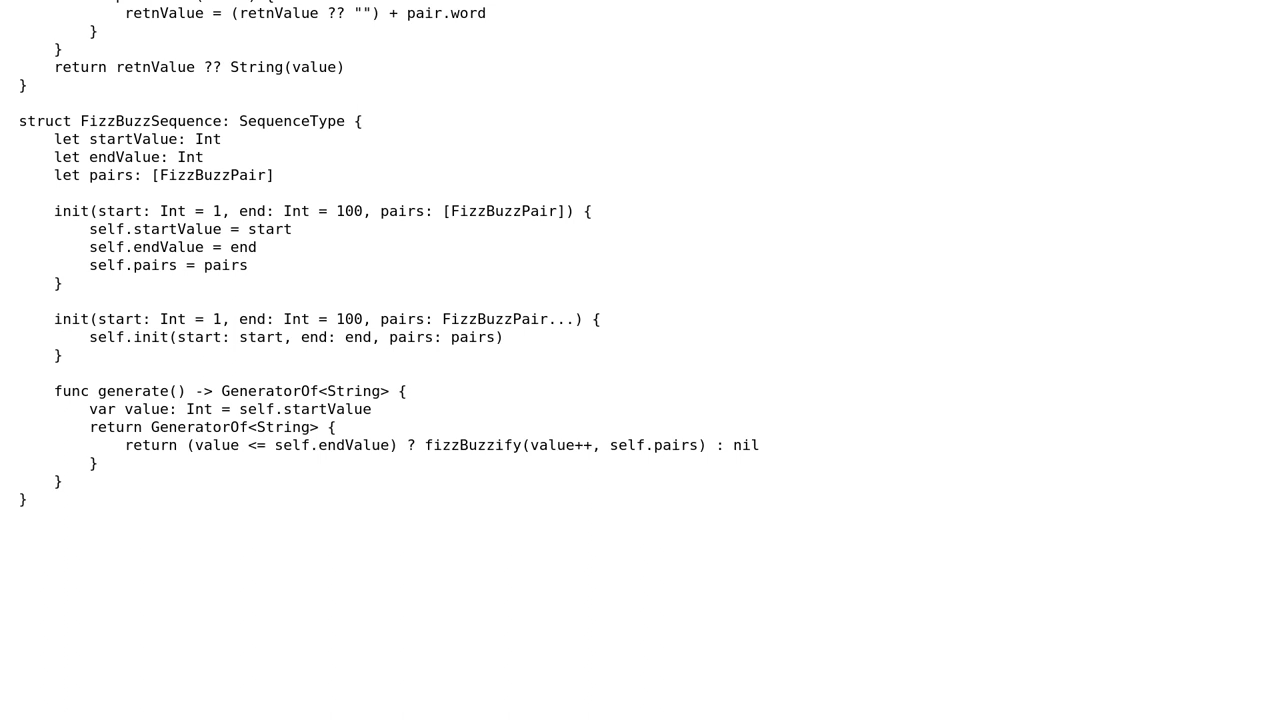 retnValue = (retnValue ?? "") + pair.word
        }
    }
    return retnValue ?? String(value)
}

struct FizzBuzzSequence: SequenceType {
    let startValue: Int
    let endValue: Int
    let pairs: [FizzBuzzPair]

    init(start: Int = 1, end: Int = 100, pairs: [FizzBuzzPair]) {
        self.startValue = start
        self.endValue = end
        self.pairs = pairs
    }

    init(start: Int = 1, end: Int = 100, pairs: FizzBuzzPair...) {
        self.init(start: start, end: end, pairs: pairs)
    }

    func generate() -> GeneratorOf<String> {
        var value: Int = self.startValue
        return GeneratorOf<String> {
            return (value <= self.endValue) ? fizzBuzzify(value++, self.pairs) : nil
        }
    }
}